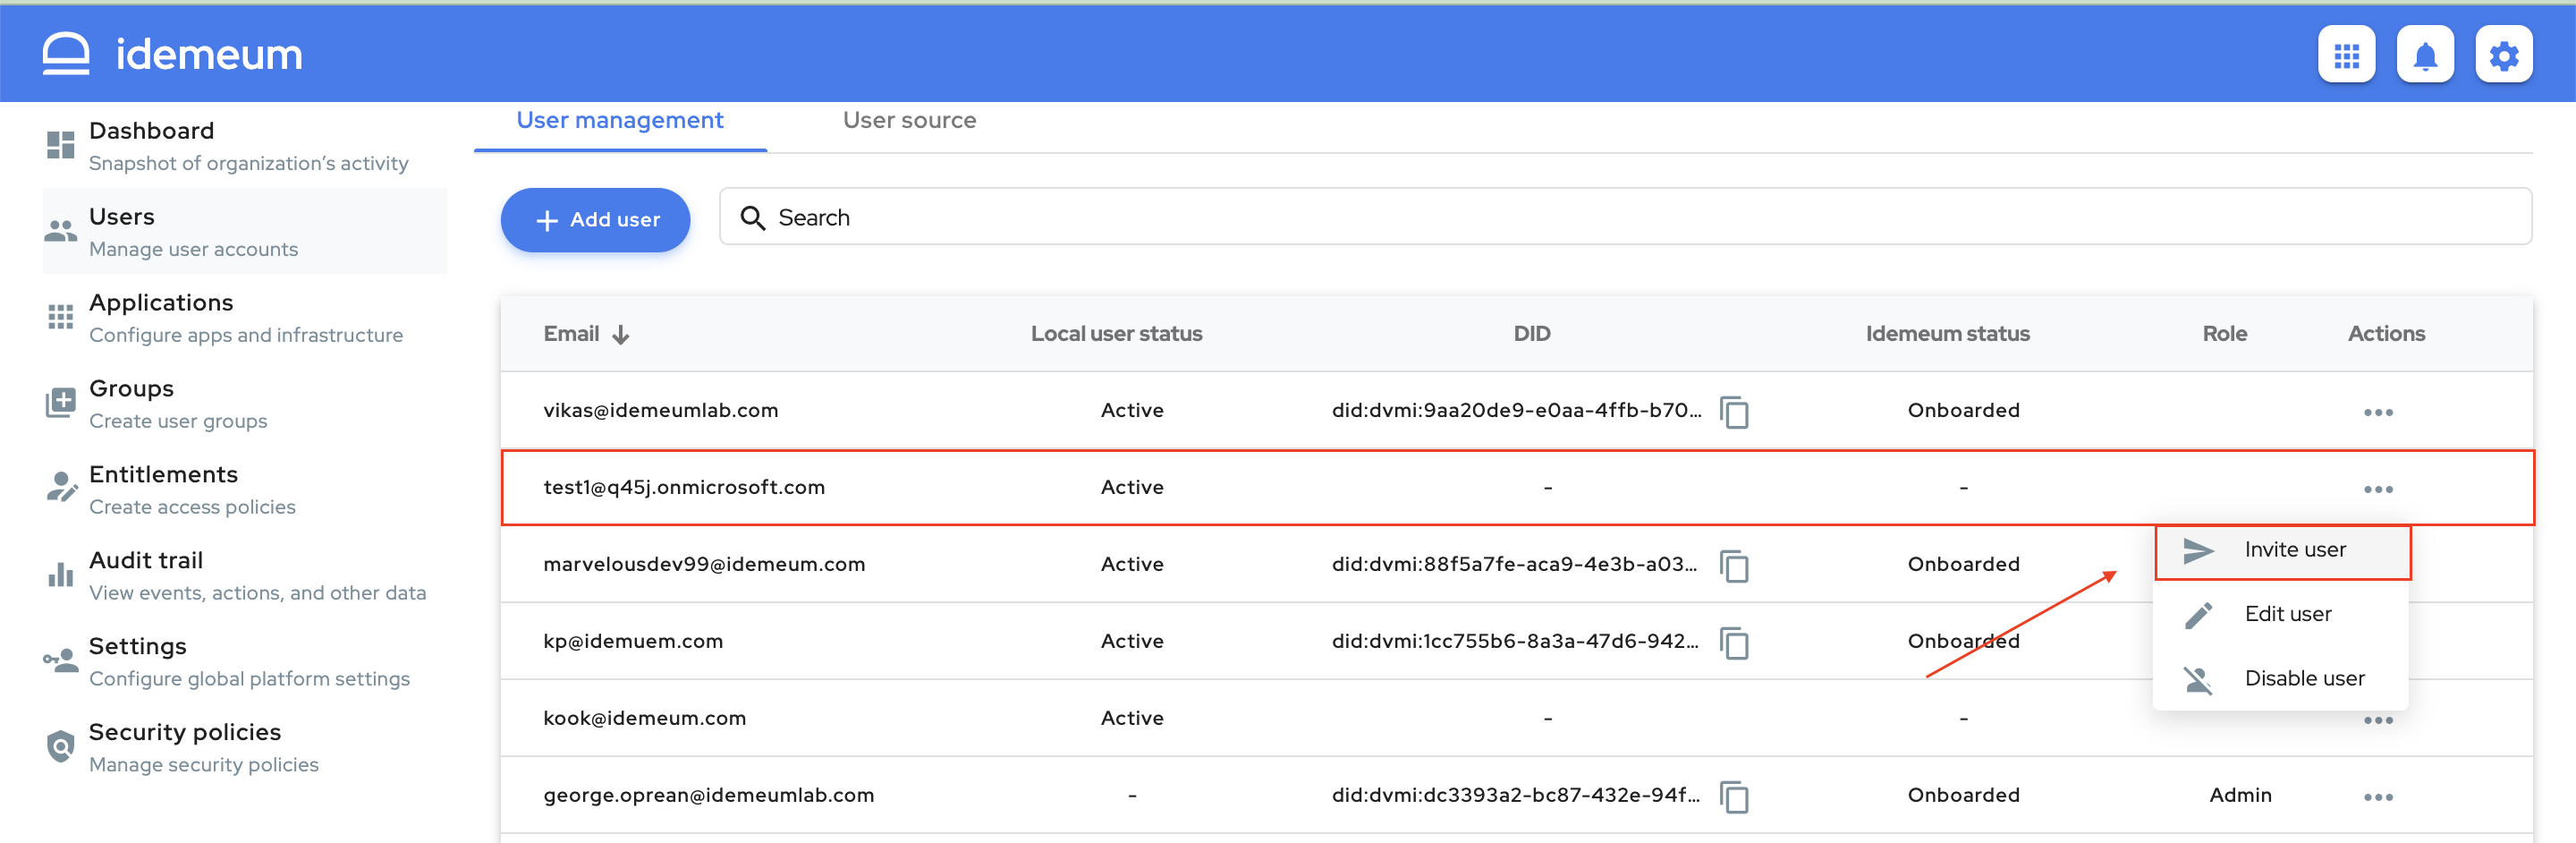 idemeum
Dashboard
Snapshot of organization's activity
Users
Manage user accounts
Applications
Configure apps and infrastructure
Groups
Create user groups
Entitlements
Create access policies
Audit trail
View events, actions, and other data
Settings
Configure global platform settings
Security policies
Manage security policies
User management User source
Add user Search
Email Local user status DID Idemeum status Role Actions
vikas@idemeumlab.com Active did:dvmi:9aa20de9-e0aa-4ffb-b70... Onboarded
test1@q45j.onmicrosoft.com Active - -
marvelousdev99@idemeum.com Active did:dvmi:88f5a7fe-aca9-4e3b-a03... Onboarded
kp@idemuem.com Active did:dvmi:1cc755b6-8a3a-47d6-942... Onboarded
kook@idemeum.com Active - -
george.oprean@idemeumlab.com - did:dvmi:dc3393a2-bc87-432e-94f... Onboarded Admin
Invite user
Edit user
Disable user